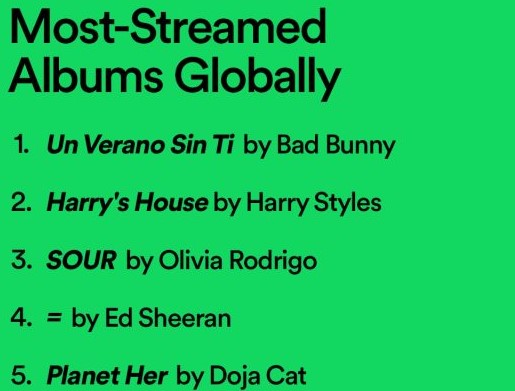 Most-Streamed
Albums Globally
1. Un Verano Sin Ti by Bad Bunny
2. Harry's House by Harry Styles
3. SOUR by Olivia Rodrigo
4. = by Ed Sheeran
5. Planet Her by Doja Cat